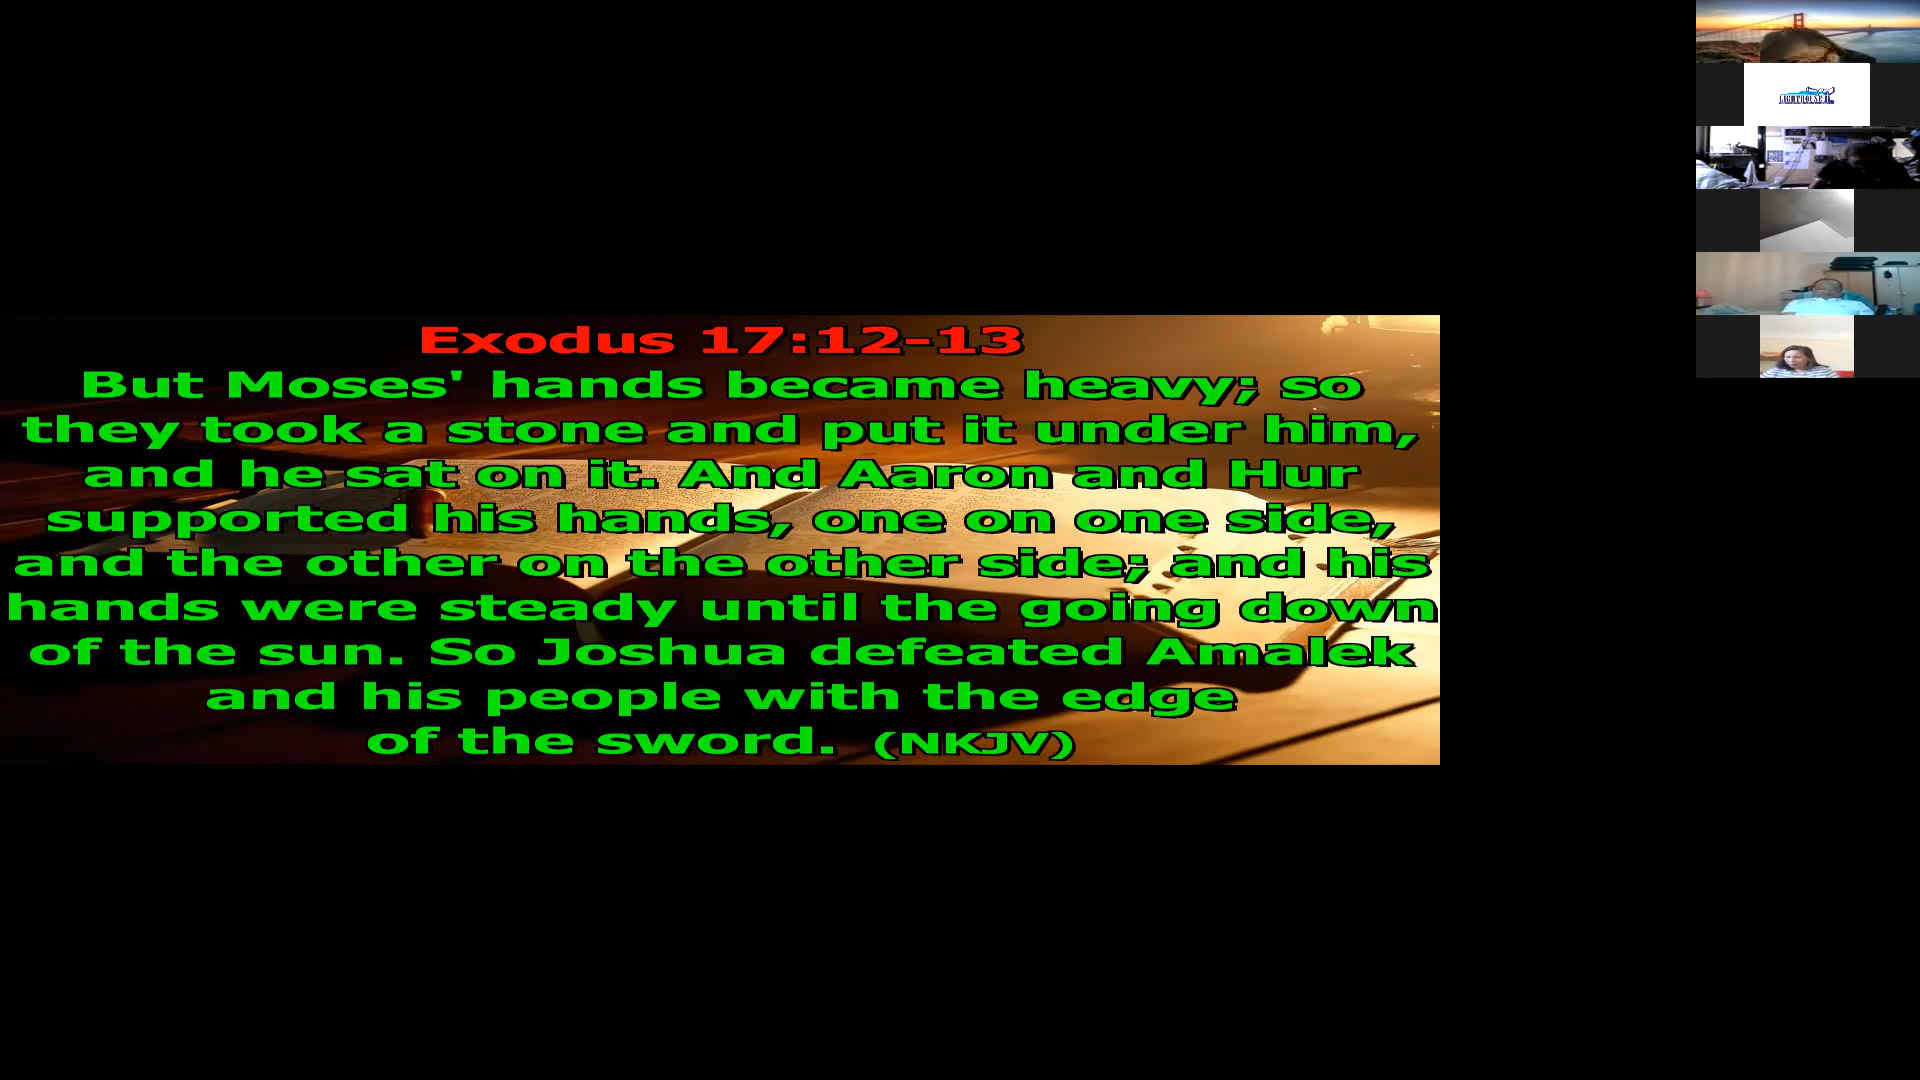 Exodus 17:12-13
But Moses' hands became heavy; so
they took a stone and put it under him,
and he sat on it. And Aaron and Hur
supported his hands, one on one side,
and the other on the other side; and his
hands were steady until the going down
of the sun. So Joshua defeated Amalek
and his people with the edge
of the sword. (NKJV)